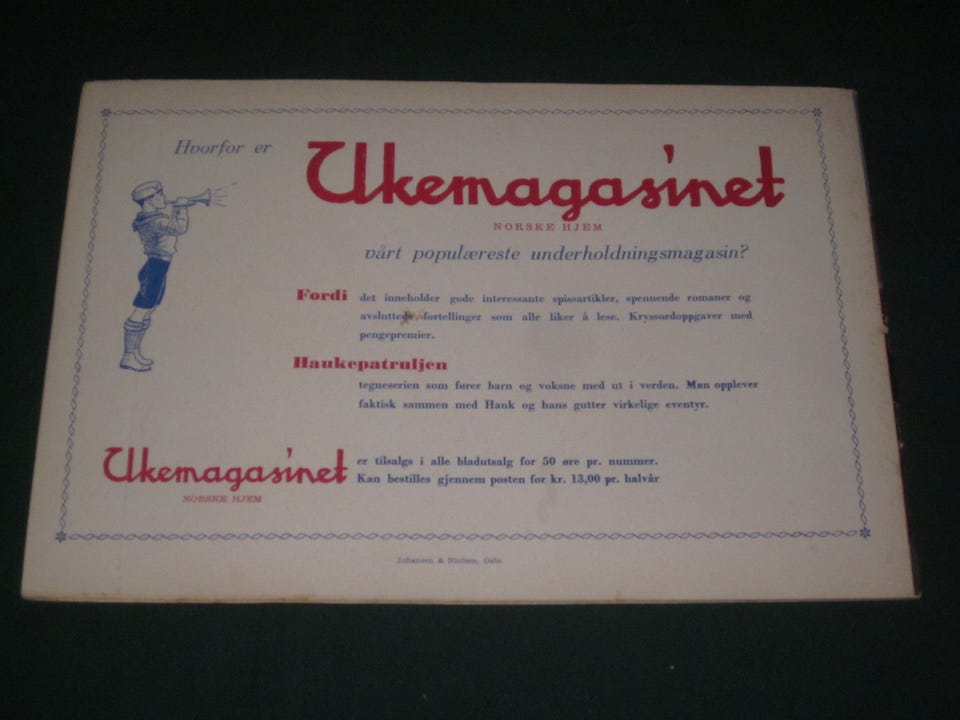 Hvorfor er
Ukemagasinet
NORSKE HJEM
vårt populæreste underholdningsmagasin?
Fordi det inneholder gode interessante spissartikler, spennende romaner og
avsluttede fortellinger som alle liker å lese. Kryssordoppgaver med
pengepremier.
Haukepatruljen
tegneserien som fører barn og voksne med ut i verden. Man opplever
faktisk sammen med Hauk og hans gutter virkelige eventyr.
Ukemagasinet er tilsalgs i alle bladutsalg for 50 øre pr. nummer.
NORSKE HJEM Kan bestilles gjennem posten for kr. 13,00 pr. halvår
Johansen & Nielsen, Oslo.